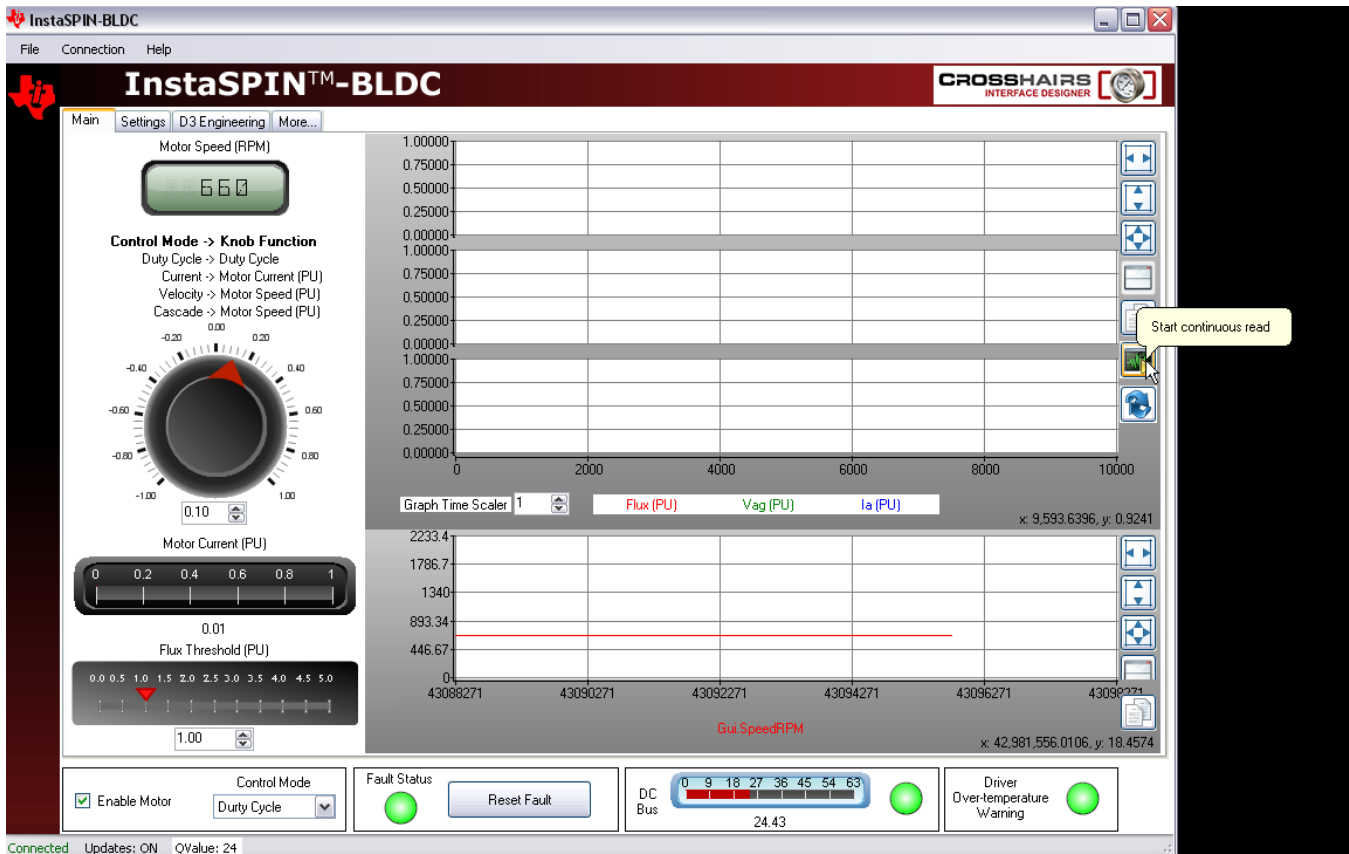 InstaSPIN-BLDC
File Connection Help
InstaSPIN™-BLDC
CROSSHAIRS
INTERFACE DESIGNER
Main Settings D3 Engineering More...
Motor Speed (RPM)
660
Control Mode -> Knob Function
Duty Cycle -> Duty Cycle
Current -> Motor Current (PU)
Velocity -> Motor Speed (PU)
Cascade -> Motor Speed (PU)
0.00
-0.20 0.20
-0.40 0.40
-0.60 0.60
-0.80 0.80
-1.00 1.00
0.10
Motor Current (PU)
0 0.2 0.4 0.6 0.8 1
0.01
Flux Threshold (PU)
0.0 0.5 1.0 1.5 2.0 2.5 3.0 3.5 4.0 4.5 5.0
1.00
1.00000
0.75000
0.50000
0.25000
0.00000
1.00000
0.75000
0.50000
0.25000
0.00000
1.00000
0.75000
0.50000
0.25000
0.00000
0 2000 4000 6000 8000 10000
Start continuous read
Graph Time Scaler 1 Flux (PU) Vag (PU) Ia (PU)
x: 9,593.6396, y: 0.9241
2233.4
1786.7
1340
893.34
446.67
0
43088271 43090271 43092271 43094271 43096271 43098271
Gui.SpeedRPM
x: 42,981,556.0106, y: 18.4574
Enable Motor
Control Mode
Durty Cycle
Fault Status
Reset Fault
DC
Bus
0 9 18 27 36 45 54 63
24.43
Driver
Over-temperature
Warning
Connected Updates: ON QValue: 24